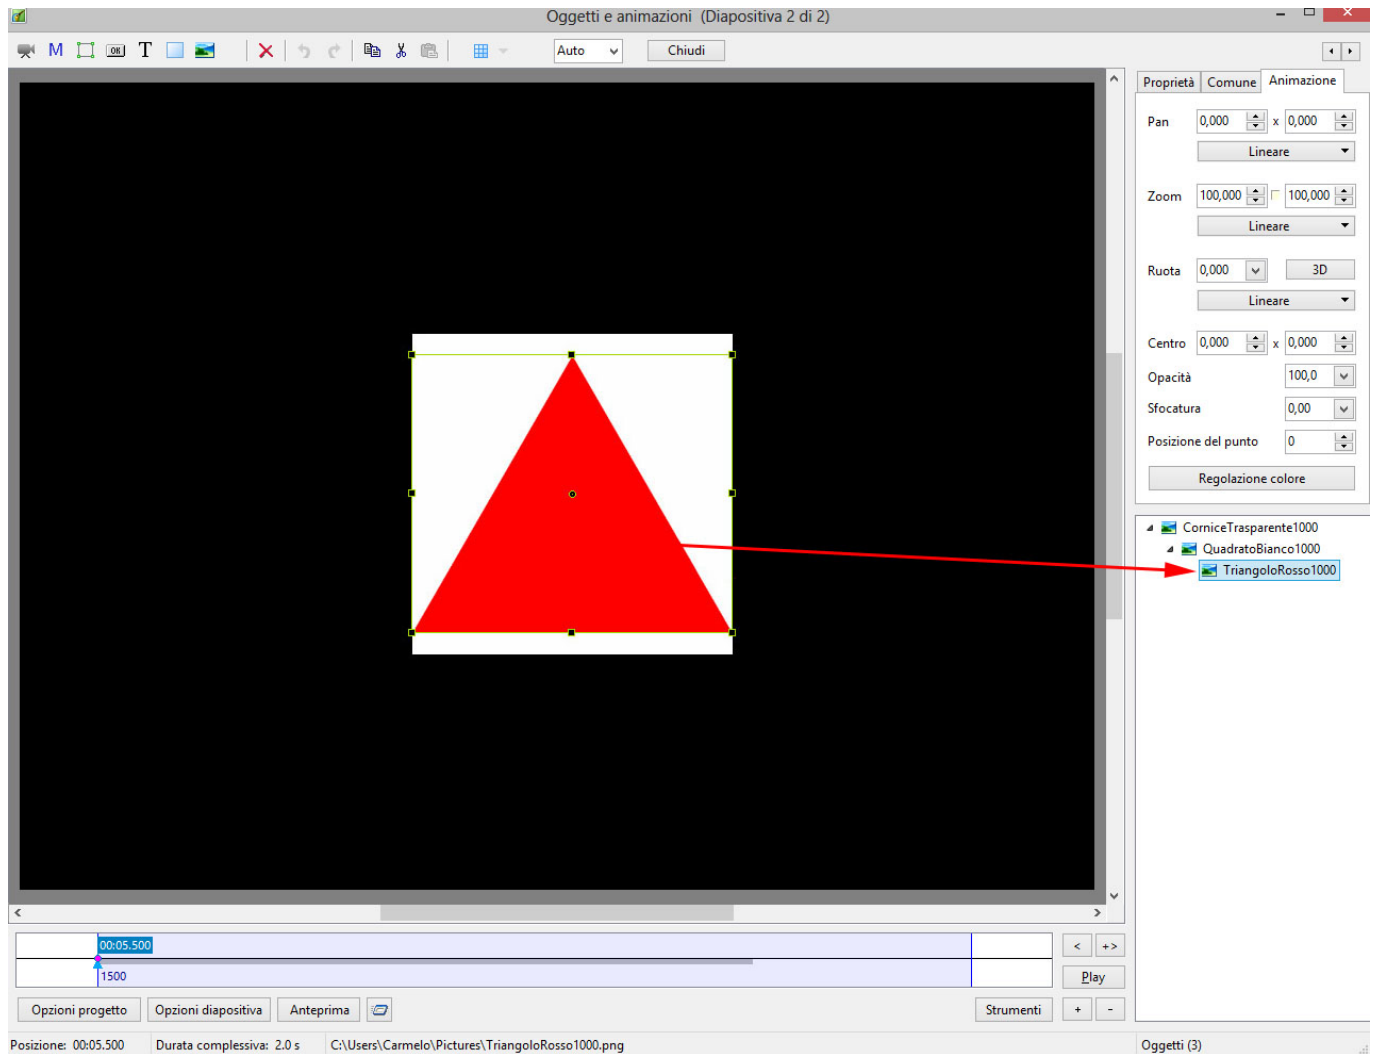 Oggetti e animazioni (Diapositiva 2 di 2)
M OK T Auto Chiudi
Proprietà Comune Animazione
Pan 0,000 x 0,000
Lineare
Zoom 100,000 100,000
Lineare
Ruota 0,000 3D
Lineare
Centro 0,000 x 0,000
Opacità 100,0
Sfocatura 0,00
Posizione del punto 0
Regolazione colore
CorniceTrasparente1000
QuadratoBianco1000
TriangoloRosso1000
00:05.500
1500
< +>
Play
Opzioni progetto Opzioni diapositiva Anteprima Strumenti + -
Posizione: 00:05.500 Durata complessiva: 2.0 s C:\Users\Carmelo\Pictures\TriangoloRosso1000.png Oggetti (3)